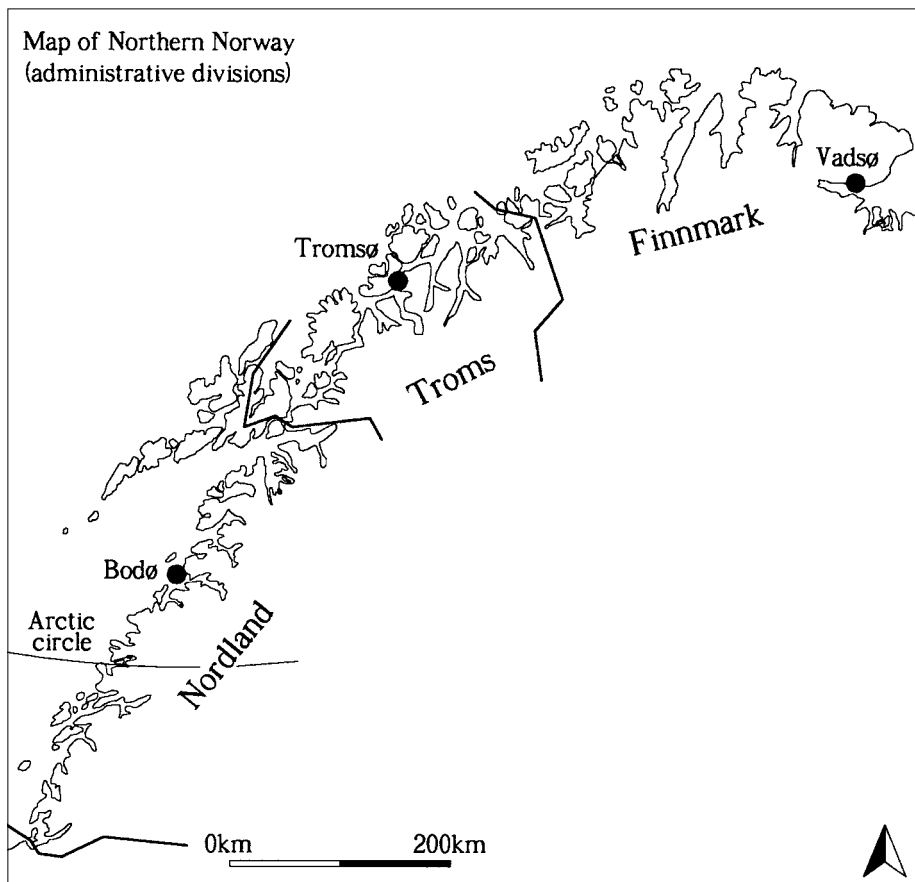 Map of Northern Norway
(administrative divisions)
Vadsø
Finnmark
Tromsø
Troms
Bodø
Arctic
circle
Nordland
0km
200km